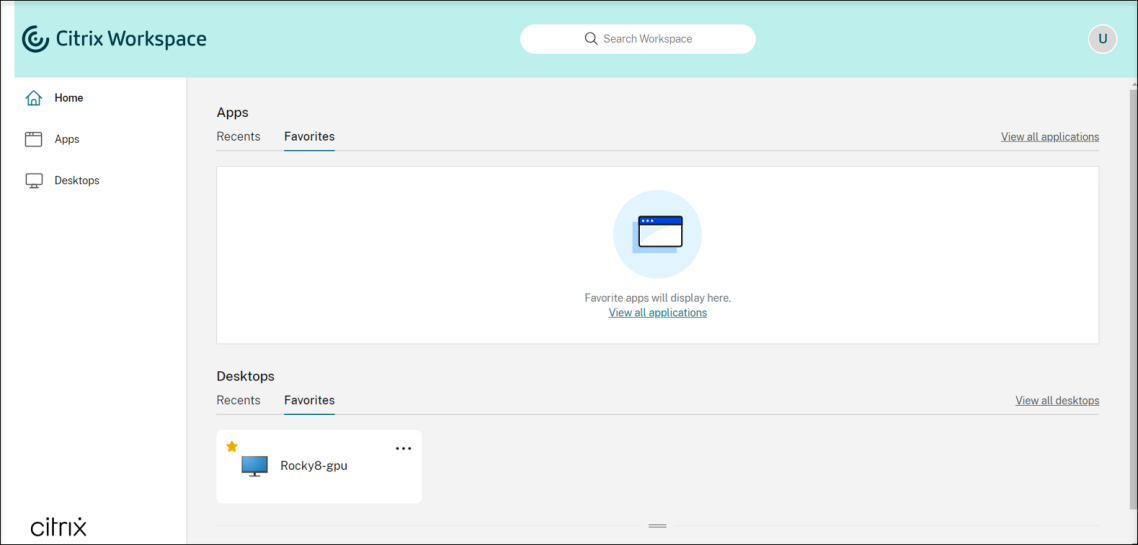 Citrix Workspace
Search Workspace
U
Home
Apps
Desktops
Apps
Recents
Favorites
View all applications
Favorite apps will display here.
View all applications
Desktops
Recents
Favorites
View all desktops
Rocky8-gpu
citrix